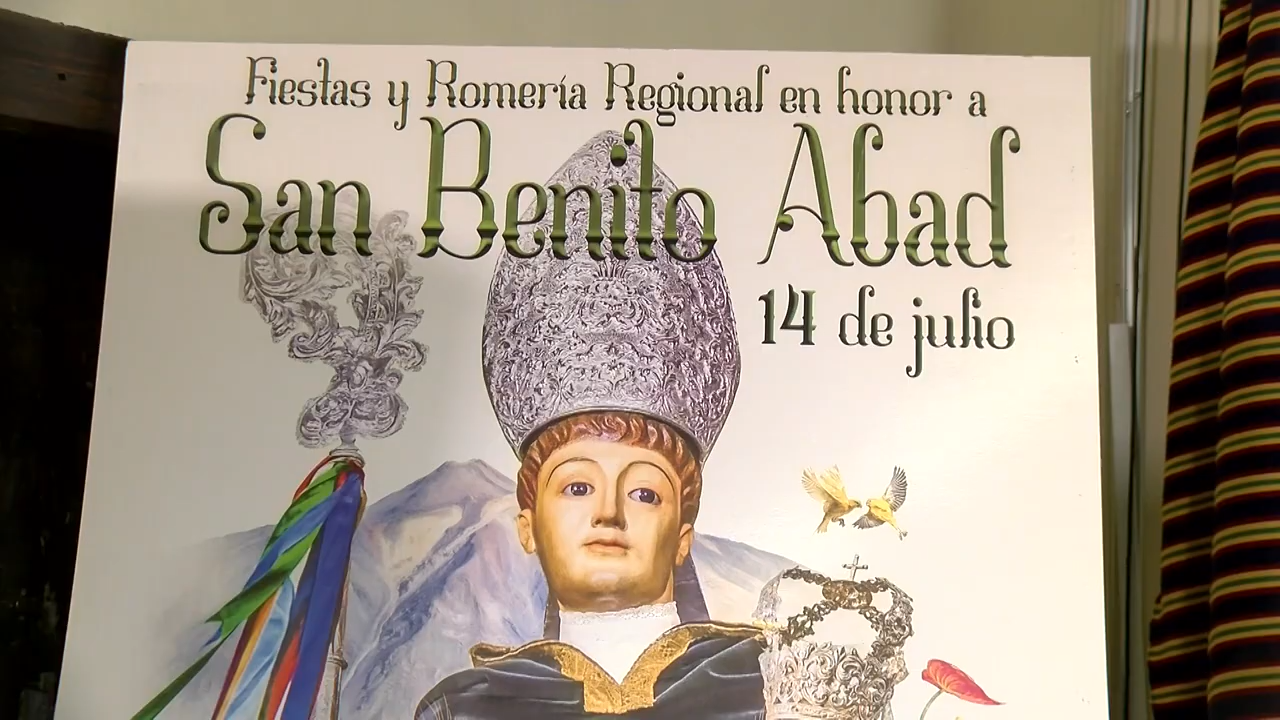 Fiestas y Romería Regional en honor a
San Benito Abad
14 de julio